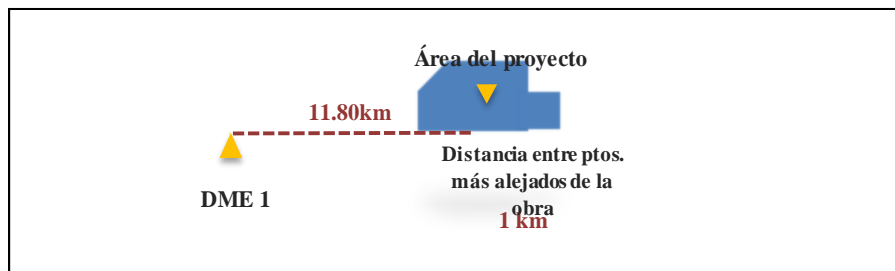 Área del proyecto
11.80km
Distancia entre ptos.
más alejados de la
obra
1 km
DME 1